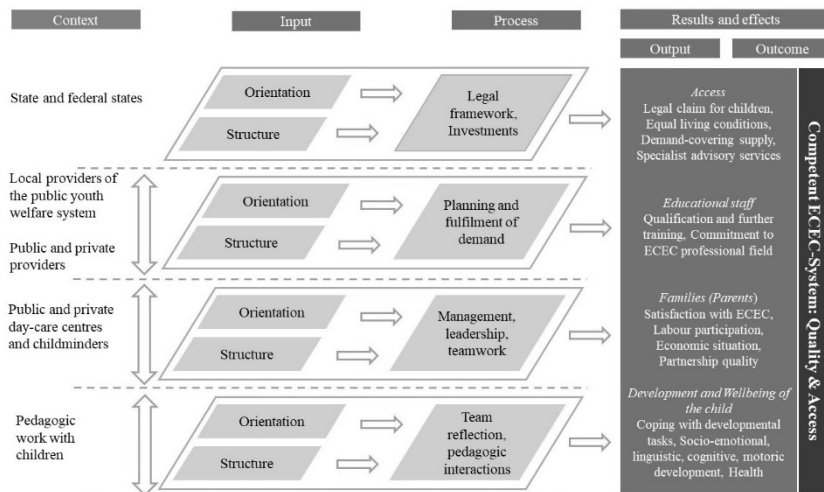 Context
Input
Process
Results and effects
Output
Outcome
State and federal states
Orientation
Structure
Legal
framework,
Investments
Access
Legal claim for children,
Equal living conditions,
Demand-covering supply,
Specialist advisory services
Local providers of
the public youth
welfare system
Public and private
providers
Orientation
Structure
Planning and
fulfilment of
demand
Educational staff
Qualification and further
training, Commitment to
ECEC professional field
Public and private
day-care centres
and childminders
Orientation
Structure
Management,
leadership,
teamwork
Families (Parents)
Satisfaction with ECEC,
Labour participation,
Economic situation,
Partnership quality
Pedagogic
work with
children
Orientation
Structure
Team
reflection,
pedagogic
interactions
Development and Wellbeing of
the child
Coping with developmental
tasks, Socio-emotional,
linguistic, cognitive, motoric
development, Health
Competent ECEC-System: Quality & Access